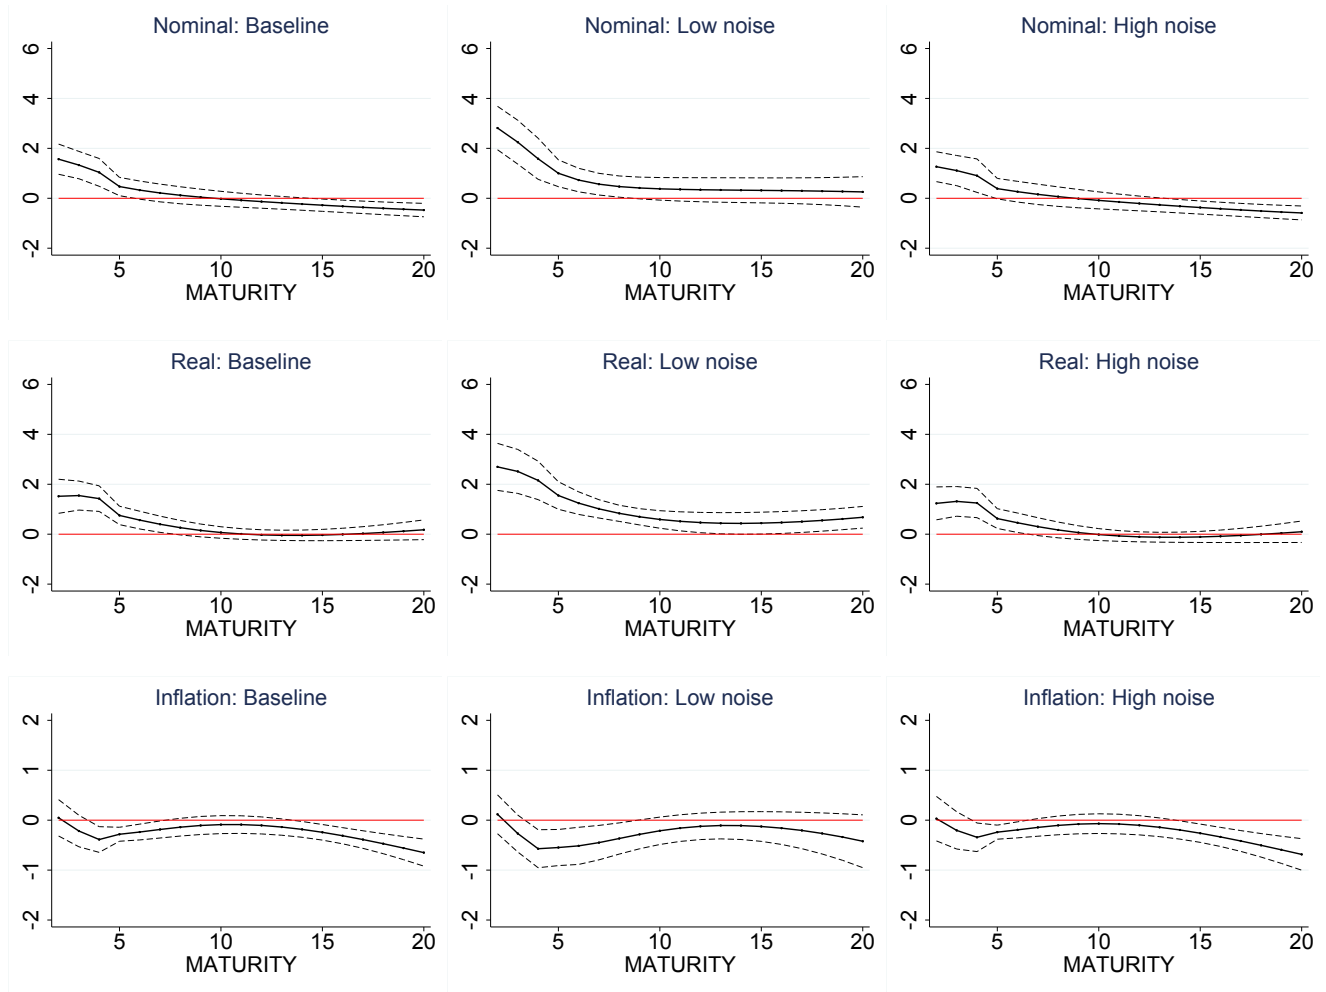 Nominal: Baseline
6
4
2
0
-2
5 10 15 20
MATURITY
Nominal: Low noise
6
4
2
0
-2
5 10 15 20
MATURITY
Nominal: High noise
6
4
2
0
-2
5 10 15 20
MATURITY
Real: Baseline
6
4
2
0
-2
5 10 15 20
MATURITY
Real: Low noise
6
4
2
0
-2
5 10 15 20
MATURITY
Real: High noise
6
4
2
0
-2
5 10 15 20
MATURITY
Inflation: Baseline
2
1
0
-1
-2
5 10 15 20
MATURITY
Inflation: Low noise
2
1
0
-1
-2
5 10 15 20
MATURITY
Inflation: High noise
2
1
0
-1
-2
5 10 15 20
MATURITY